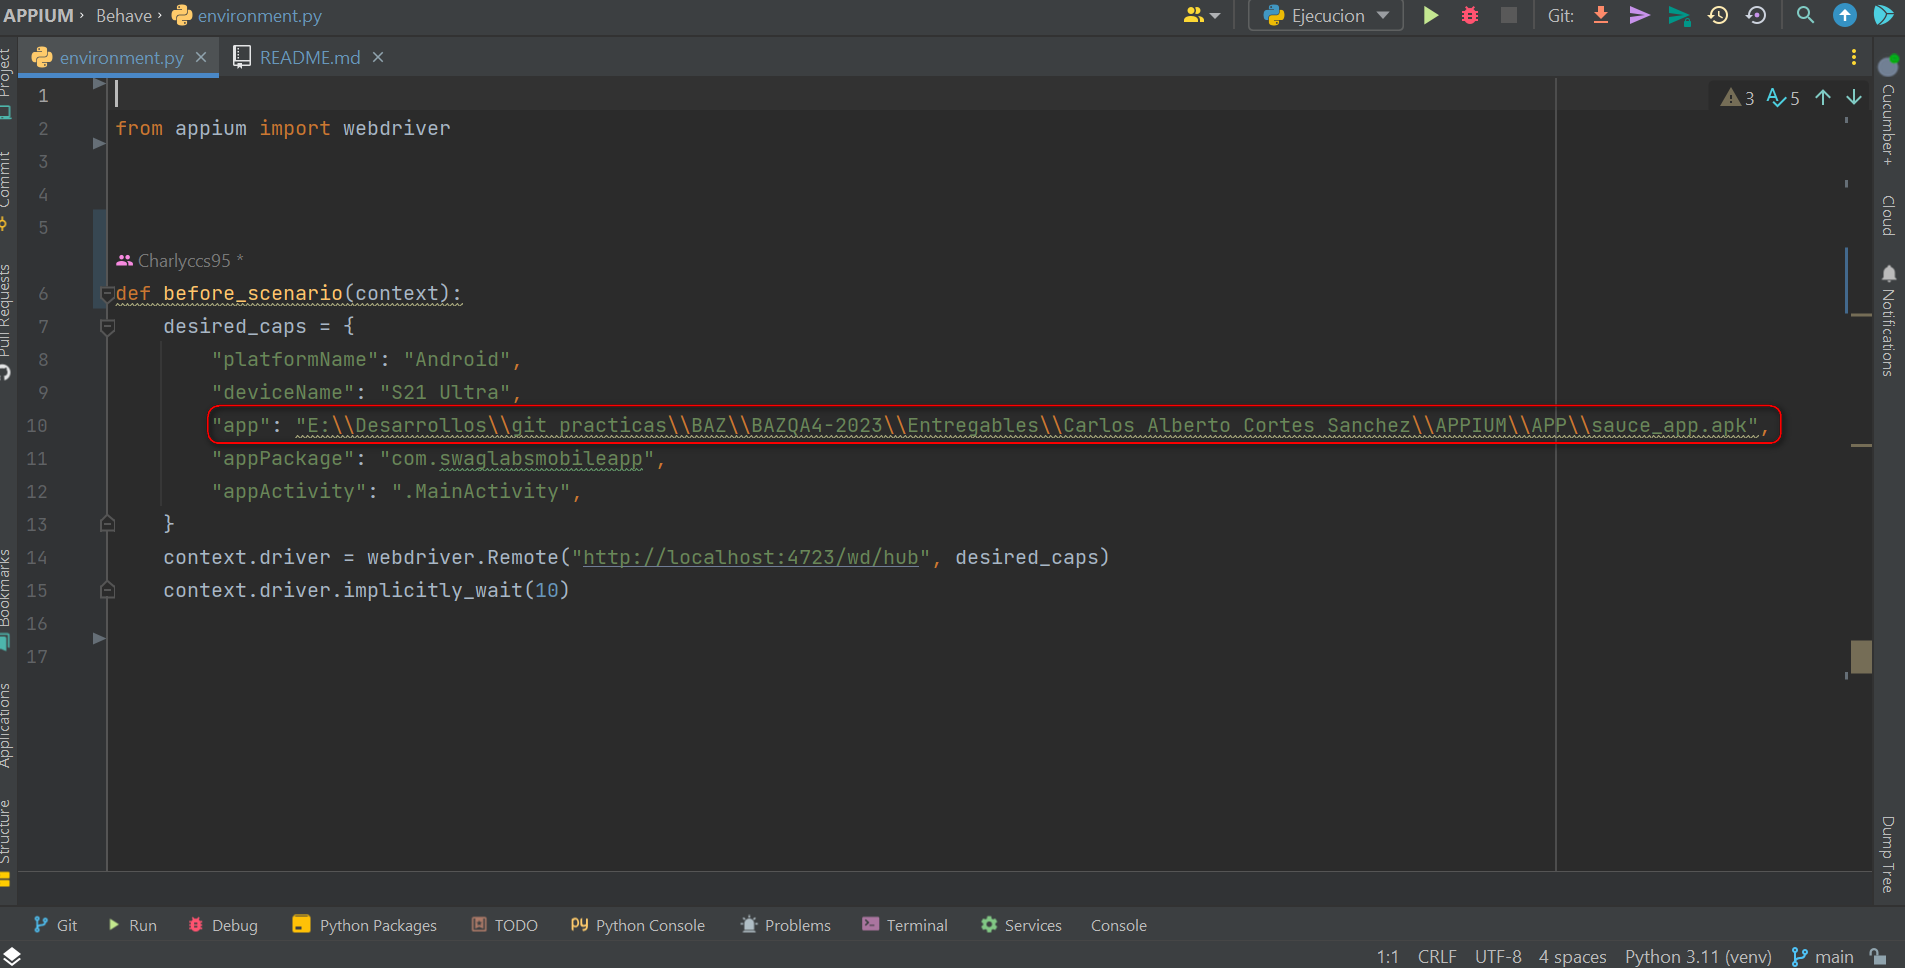 APPIUM › Behave › environment.py
Ejecucion
Git:
environment.py
README.md
1
3 5
2 from appium import webdriver
3
4
5
Charlyccs95 *
6 def before_scenario(context):
7 desired_caps = {
8 "platformName": "Android",
9 "deviceName": "S21 Ultra",
10 "app": "E:\\Desarrollos\\git_practicas\\BAZ\\BAZQA4-2023\\Entregables\\Carlos Alberto Cortes Sanchez\\APPIUM\\APP\\sauce_app.apk",
11 "appPackage": "com.swaglabsmobileapp",
12 "appActivity": ".MainActivity",
13 }
14 context.driver = webdriver.Remote("http://localhost:4723/wd/hub", desired_caps)
15 context.driver.implicitly_wait(10)
16
17
Project
Commit
Pull Requests
Bookmarks
Applications
Structure
Cucumber+
Cloud
Notifications
Dump Tree
Git Run Debug Python Packages TODO Python Console Problems Terminal Services Console
1:1 CRLF UTF-8 4 spaces Python 3.11 (venv) main